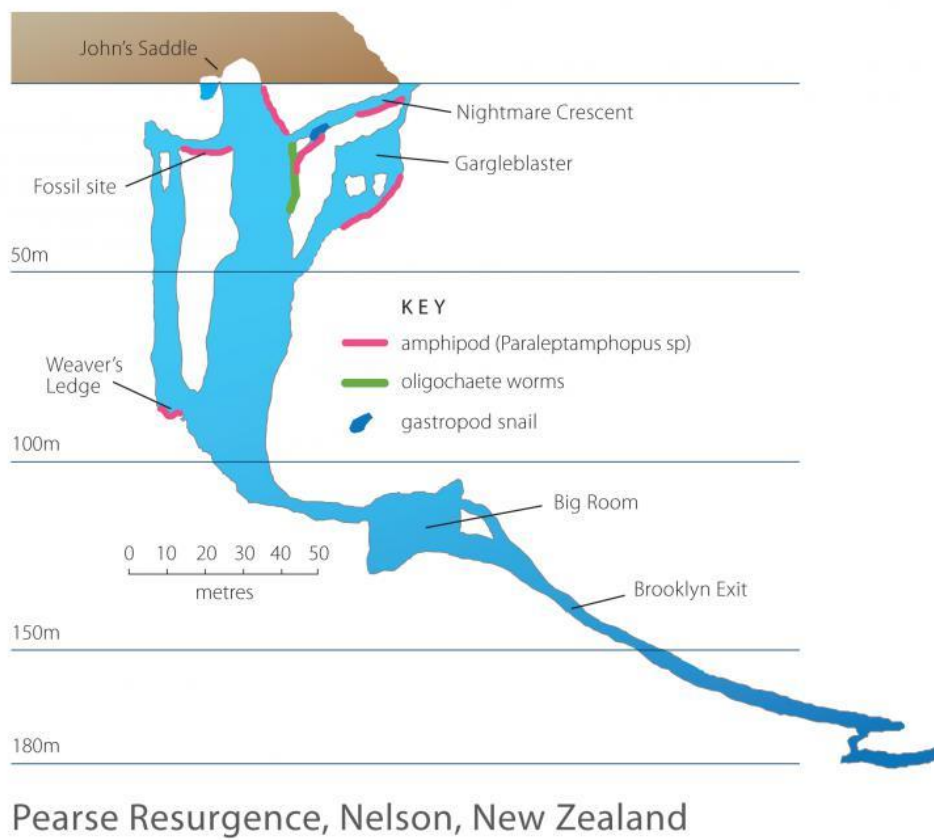 John's Saddle
Nightmare Crescent
Gargleblaster
Fossil site
50m
KEY
amphipod (Paraleptamphopus sp)
Weaver's
Ledge
oligochaete worms
gastropod snail
100m
Big Room
0 10 20 30 40 50
metres
Brooklyn Exit
150m
180m
Pearse Resurgence, Nelson, New Zealand